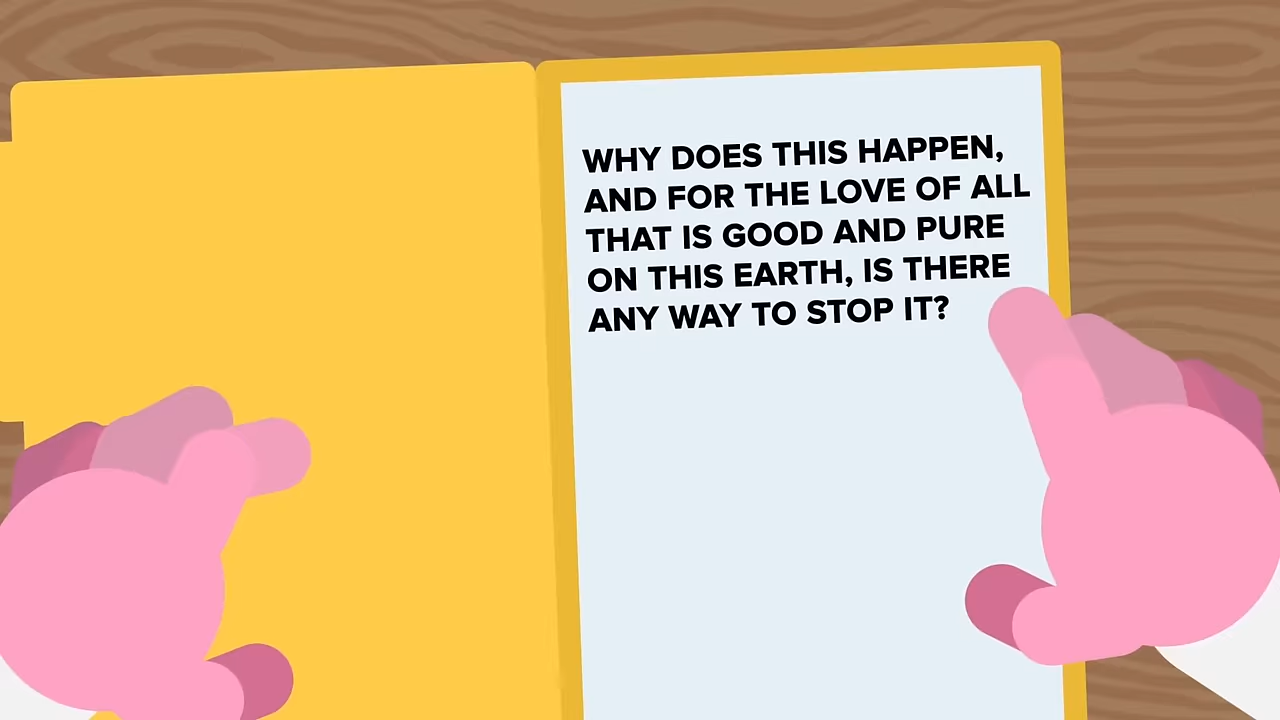 WHY DOES THIS HAPPEN,
AND FOR THE LOVE OF ALL
THAT IS GOOD AND PURE
ON THIS EARTH, IS THERE
ANY WAY TO STOP IT?